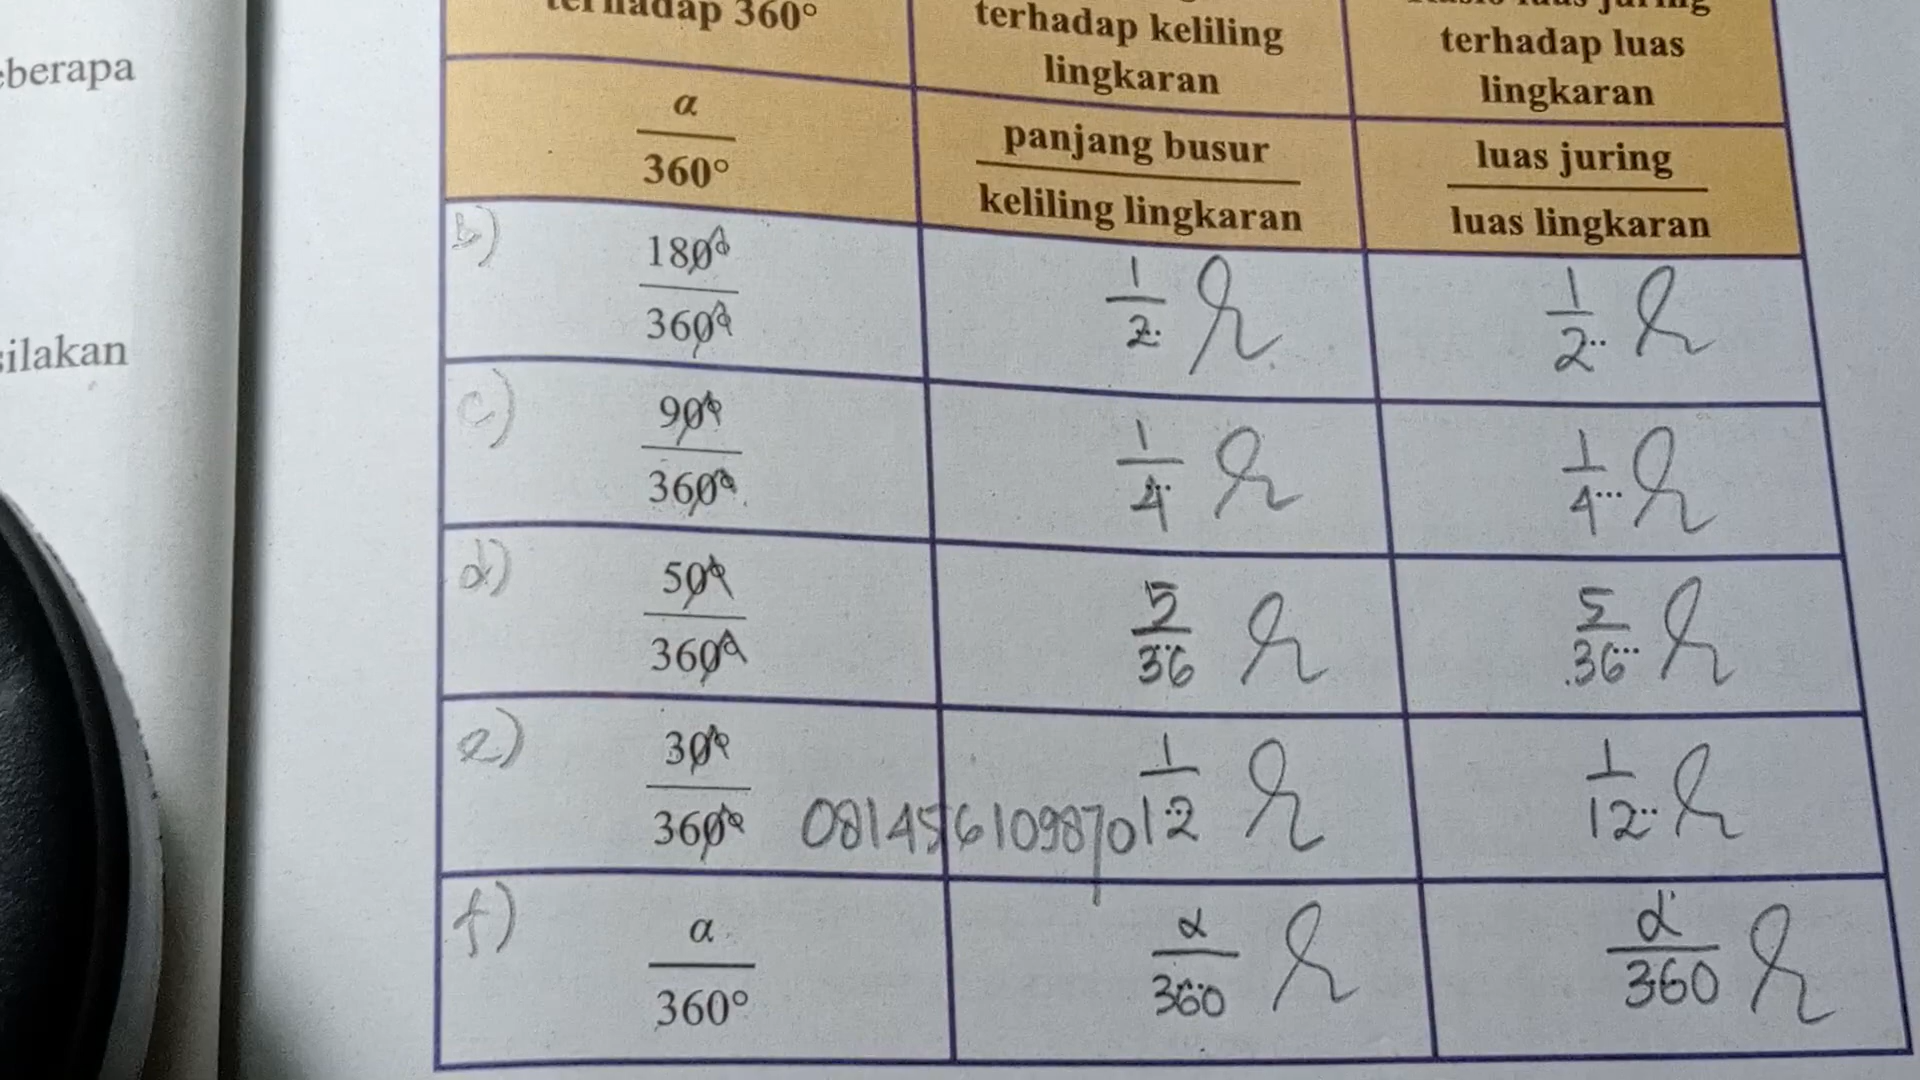 eberapa
silakan
terhadap 360°
terhadap keliling
lingkaran
terhadap luas
lingkaran
α
360°
panjang busur
keliling lingkaran
luas juring
luas lingkaran
b)
180°
360°
1
2
1
2
c)
90°
360°
1
4
1
4
d)
50°
360°
5
36
5
36
e)
30°
360°
081456109870
1
12
1
12
f)
α
360°
α
360
α
360